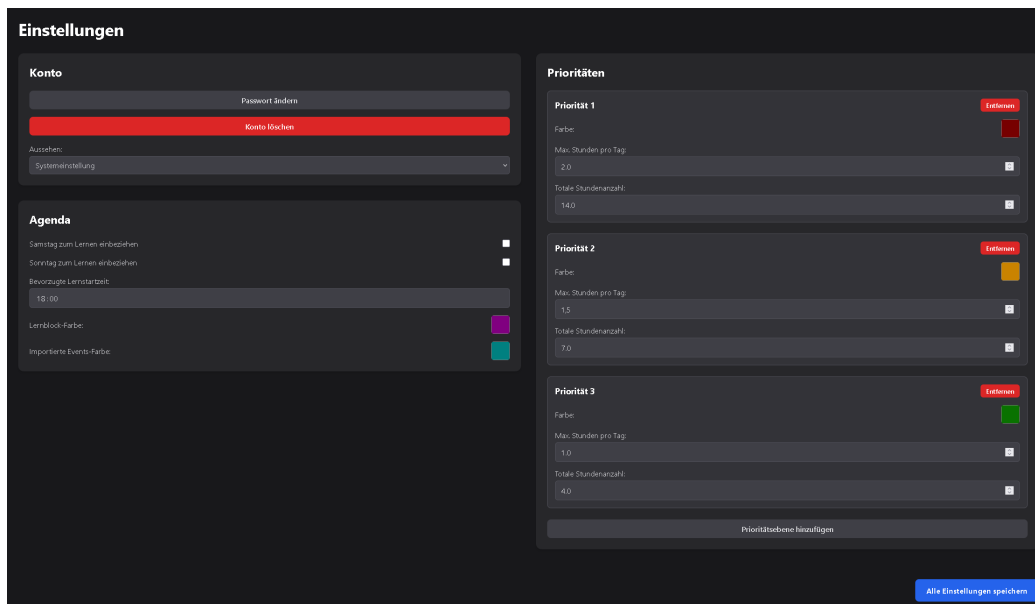 Einstellungen
Konto
Passwort ändern
Konto löschen
Aussehen:
Systemeinstellung
Agenda
Samstag zum Lernen einbeziehen
Sonntag zum Lernen einbeziehen
Bevorzugte Lernstartzeit:
18:00
Lernblock-Farbe:
Importierte Events-Farbe:
Prioritäten
Priorität 1
Entfernen
Farbe:
Max. Stunden pro Tag:
2.0
Totale Stundenanzahl:
14.0
Priorität 2
Entfernen
Farbe:
Max. Stunden pro Tag:
1.5
Totale Stundenanzahl:
7.0
Priorität 3
Entfernen
Farbe:
Max. Stunden pro Tag:
1.0
Totale Stundenanzahl:
4.0
Prioritätsebene hinzufügen
Alle Einstellungen speichern